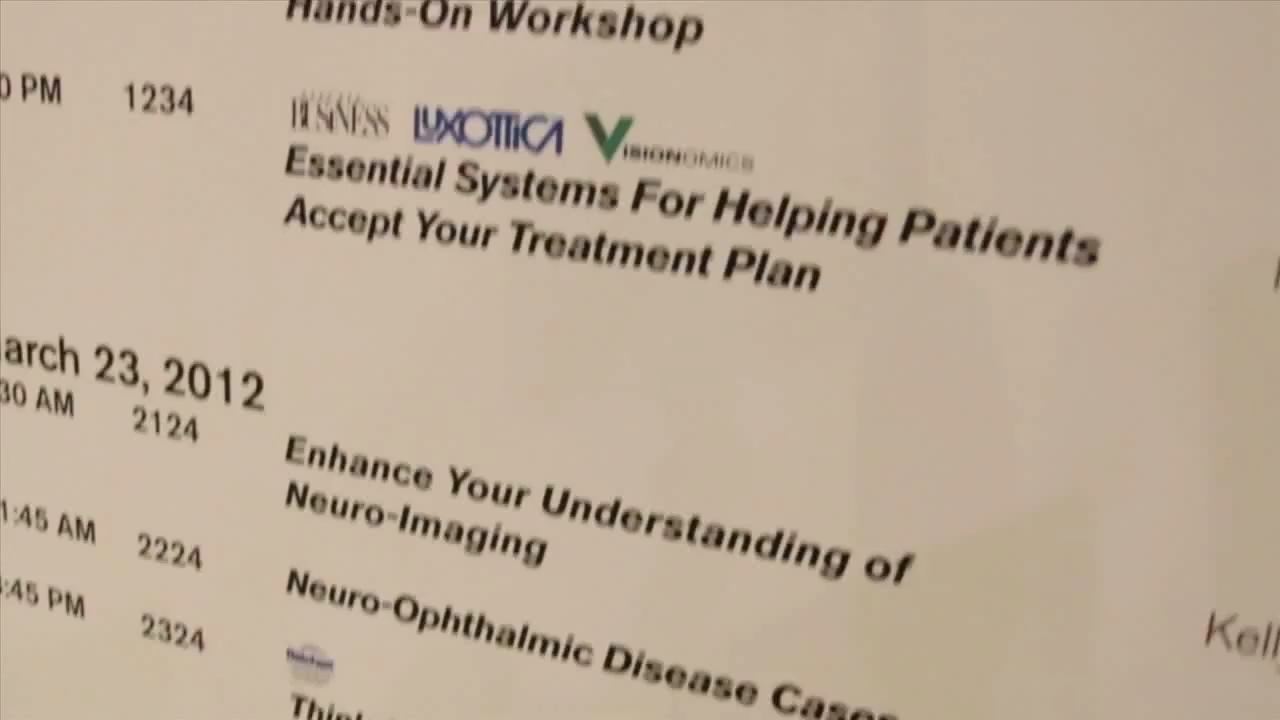 Hands-On Workshop
0 PM 1234
BUSINESS LUXOTTICA VISIONOMICS
Essential Systems For Helping Patients
Accept Your Treatment Plan
arch 23, 2012
30 AM 2124
Enhance Your Understanding of
Neuro-Imaging
1:45 AM 2224
Neuro-Ophthalmic Disease Cases
:45 PM 2324
Kell